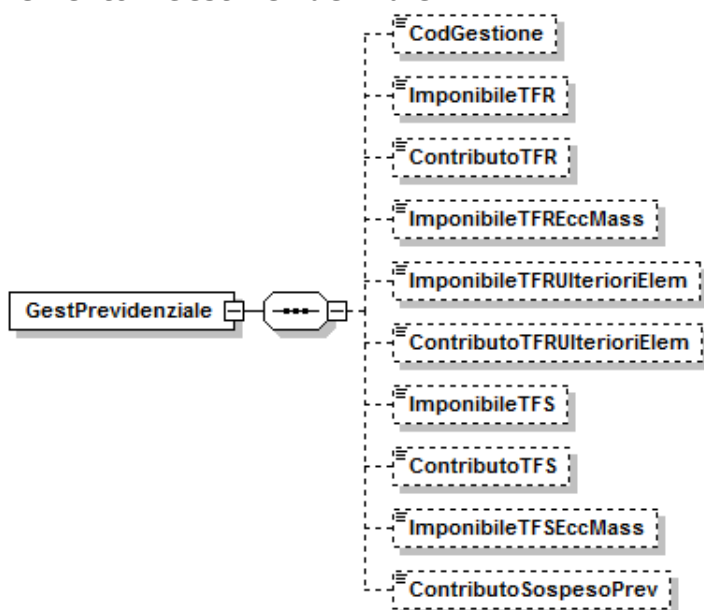 CodGestione
ImponibileTFR
ContributoTFR
ImponibileTFREccMass
GestPrevidenziale
ImponibileTFRUlterioriElem
ContributoTFRUlterioriElem
ImponibileTFS
ContributoTFS
ImponibileTFSEccMass
ContributoSospesoPrev